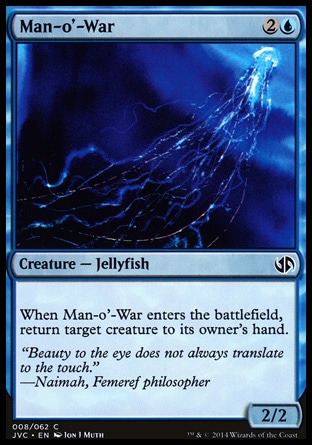 Man-o'-War 2
Creature — Jellyfish
When Man-o'-War enters the battlefield,
return target creature to its owner's hand.
"Beauty to the eye does not always translate
to the touch."
—Naimah, Femeref philosopher
2/2
008/062 C
JVC • EN Jon J Muth
™ & © 2014 Wizards of the Coast